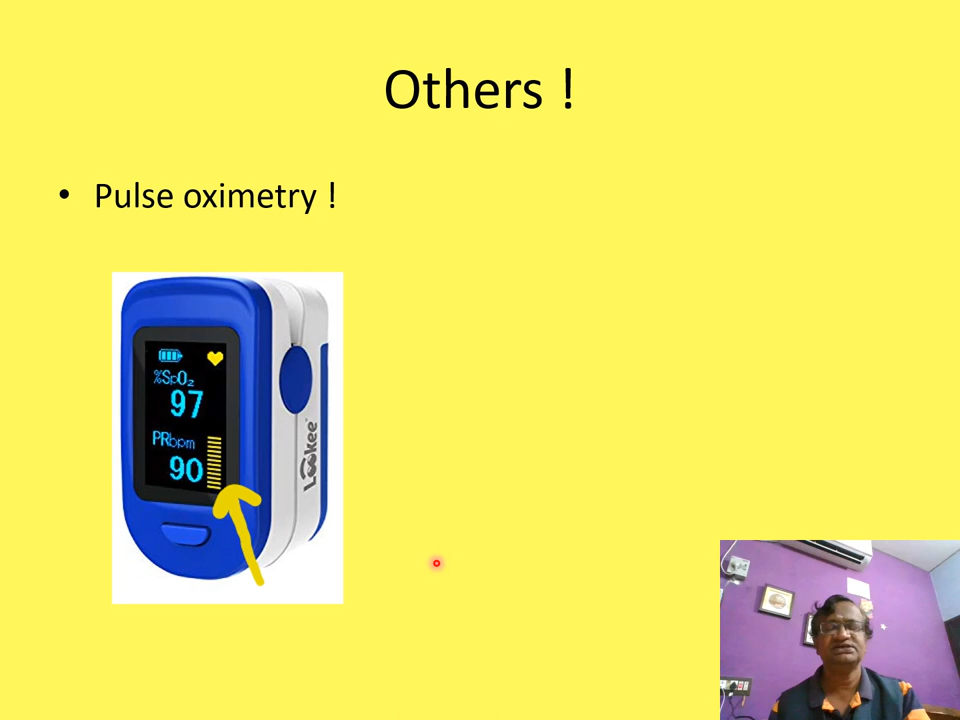 Others !
• Pulse oximetry !
%SpO₂
97
PRbpm
90
Lookee